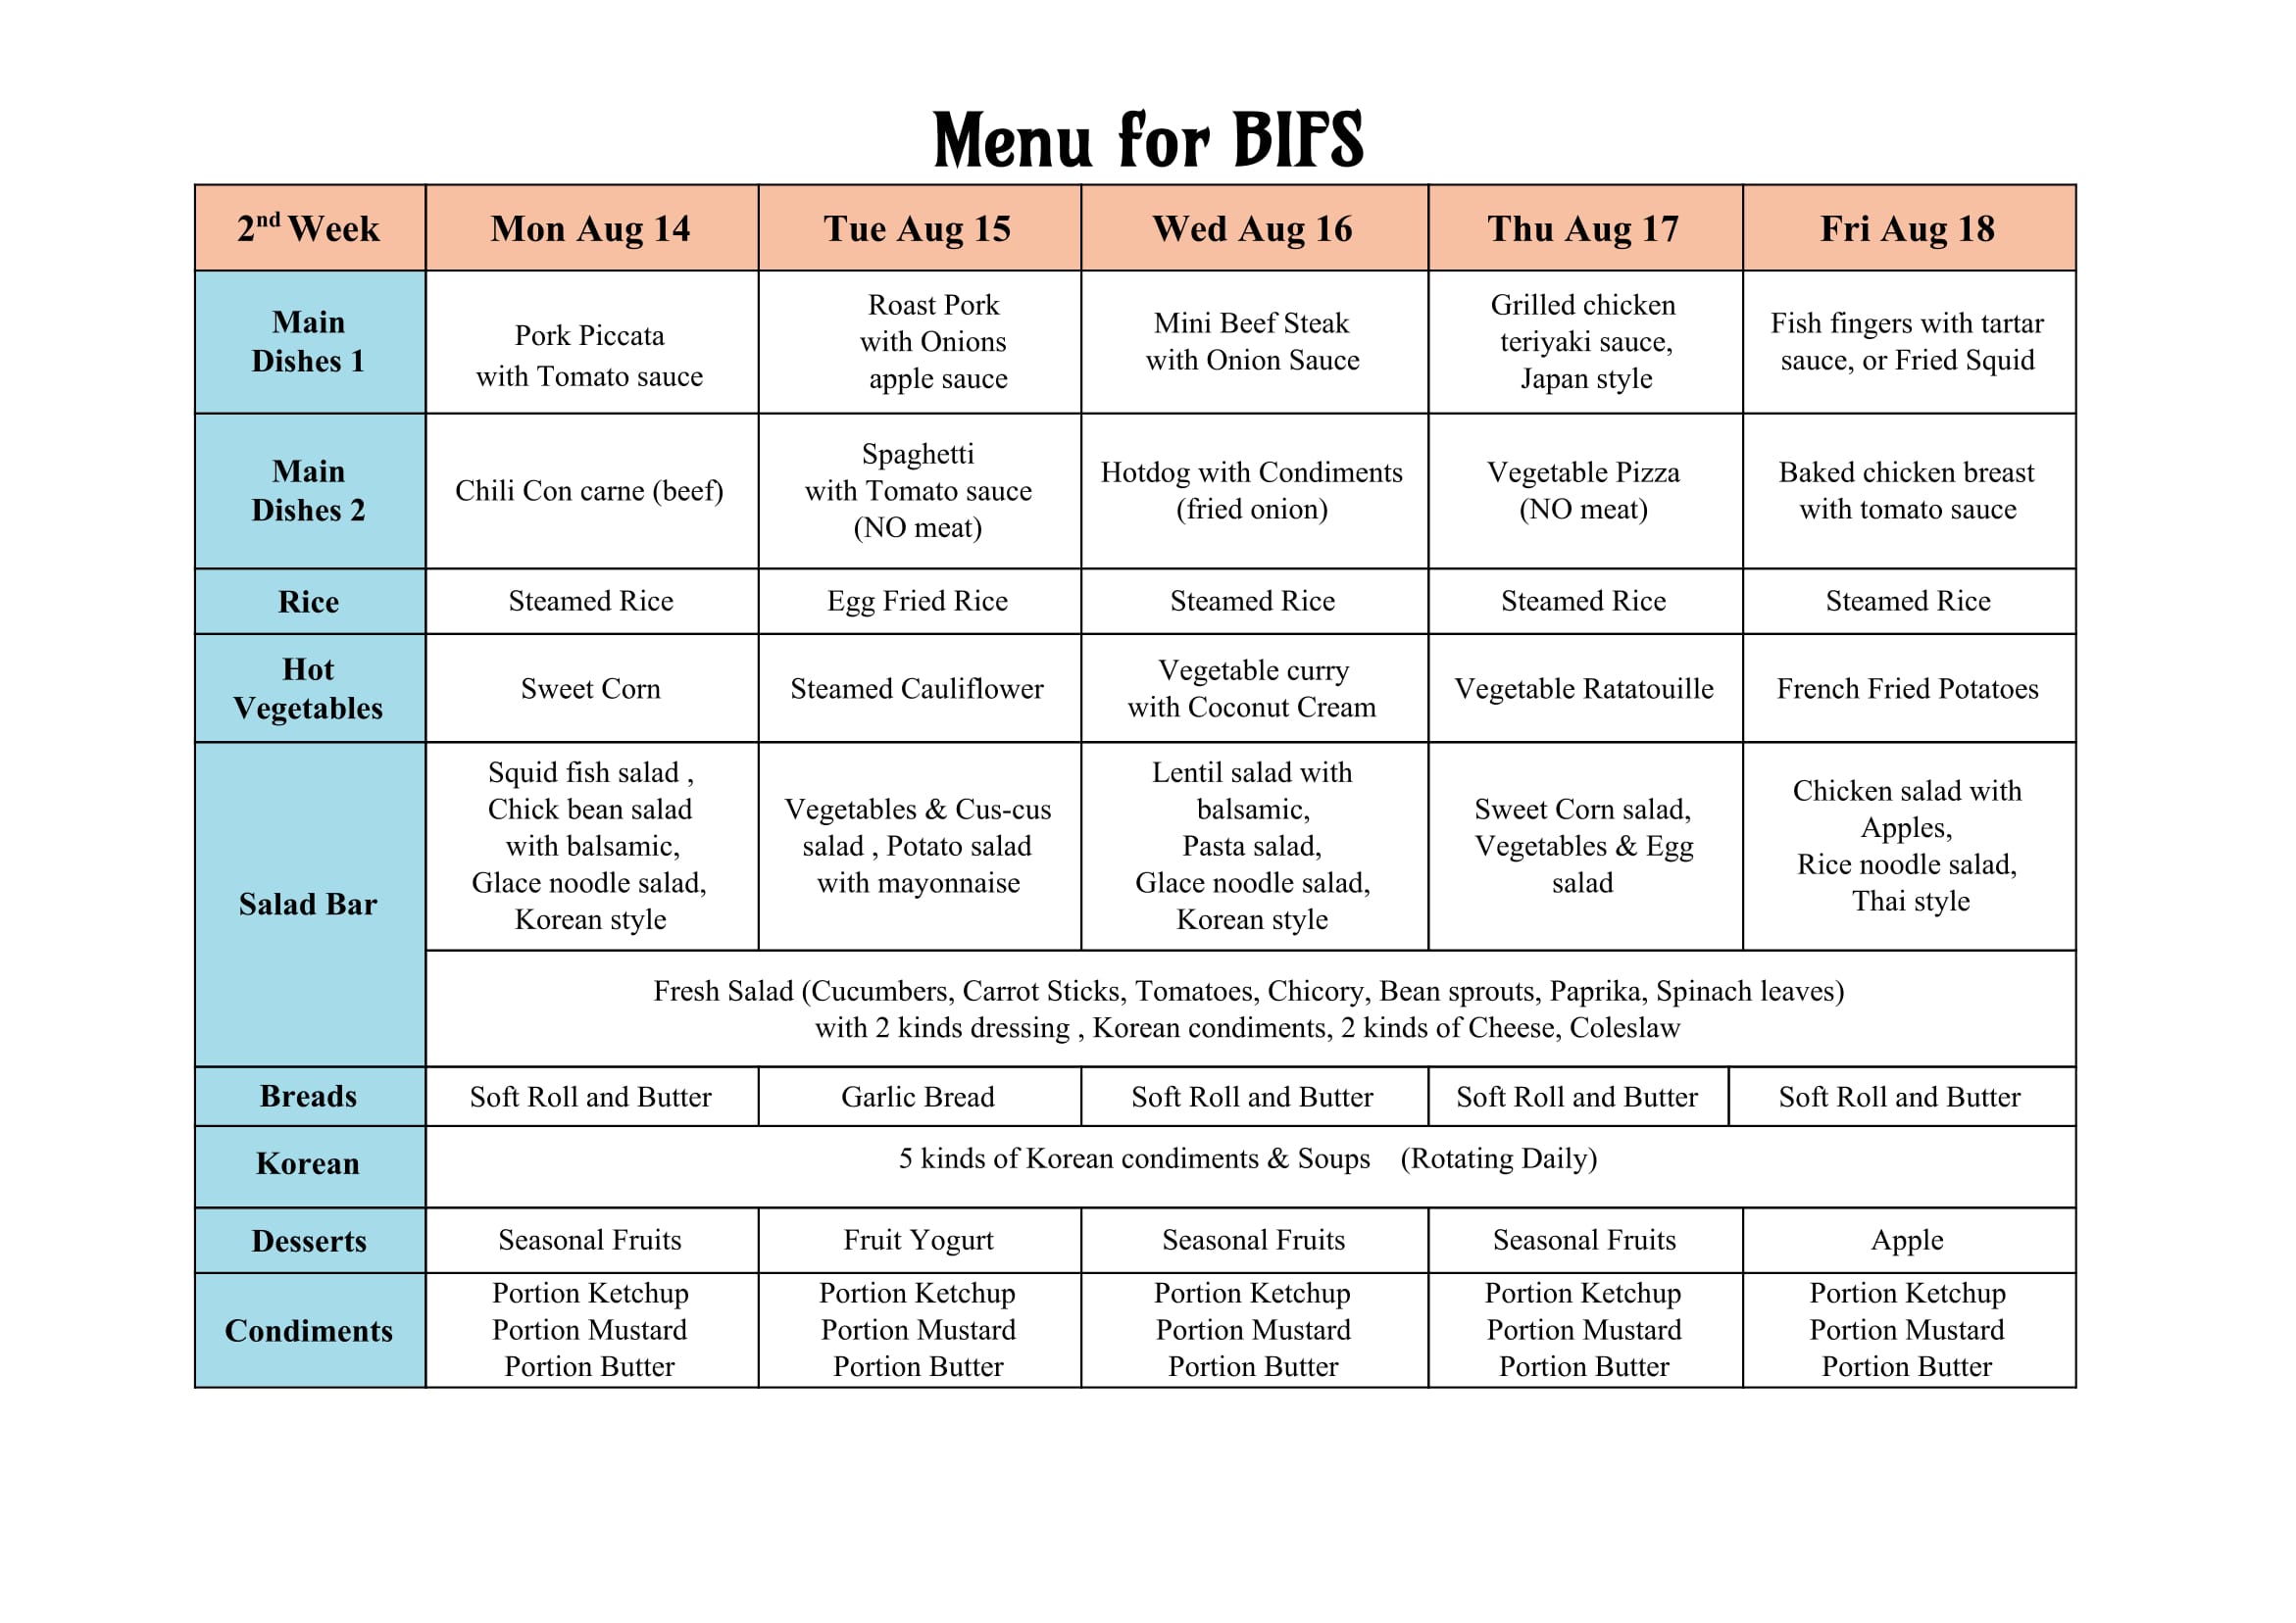 Menu for BIFS
2nd Week
Mon Aug 14
Tue Aug 15
Wed Aug 16
Thu Aug 17
Fri Aug 18
Main
Dishes 1
Pork Piccata
with Tomato sauce
Roast Pork
with Onions
apple sauce
Mini Beef Steak
with Onion Sauce
Grilled chicken
teriyaki sauce,
Japan style
Fish fingers with tartar
sauce, or Fried Squid
Main
Dishes 2
Chili Con carne (beef)
Spaghetti
with Tomato sauce
(NO meat)
Hotdog with Condiments
(fried onion)
Vegetable Pizza
(NO meat)
Baked chicken breast
with tomato sauce
Rice
Steamed Rice
Egg Fried Rice
Steamed Rice
Steamed Rice
Steamed Rice
Hot
Vegetables
Sweet Corn
Steamed Cauliflower
Vegetable curry
with Coconut Cream
Vegetable Ratatouille
French Fried Potatoes
Salad Bar
Squid fish salad ,
Chick bean salad
with balsamic,
Glace noodle salad,
Korean style
Vegetables & Cus-cus
salad , Potato salad
with mayonnaise
Lentil salad with
balsamic,
Pasta salad,
Glace noodle salad,
Korean style
Sweet Corn salad,
Vegetables & Egg
salad
Chicken salad with
Apples,
Rice noodle salad,
Thai style
Fresh Salad (Cucumbers, Carrot Sticks, Tomatoes, Chicory, Bean sprouts, Paprika, Spinach leaves)
with 2 kinds dressing , Korean condiments, 2 kinds of Cheese, Coleslaw
Breads
Soft Roll and Butter
Garlic Bread
Soft Roll and Butter
Soft Roll and Butter
Soft Roll and Butter
Korean
5 kinds of Korean condiments & Soups (Rotating Daily)
Desserts
Seasonal Fruits
Fruit Yogurt
Seasonal Fruits
Seasonal Fruits
Apple
Condiments
Portion Ketchup
Portion Mustard
Portion Butter
Portion Ketchup
Portion Mustard
Portion Butter
Portion Ketchup
Portion Mustard
Portion Butter
Portion Ketchup
Portion Mustard
Portion Butter
Portion Ketchup
Portion Mustard
Portion Butter